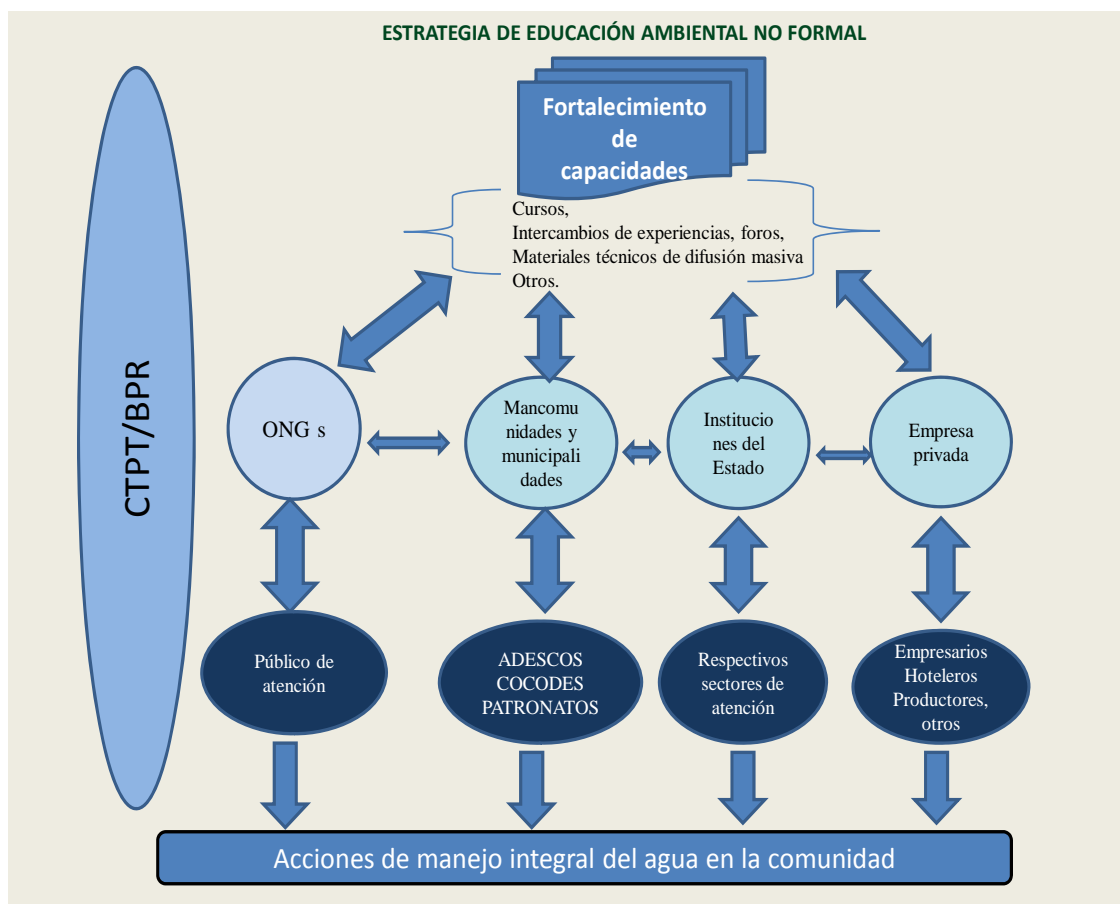 ESTRATEGIA DE EDUCACIÓN AMBIENTAL NO FORMAL
Fortalecimiento
de
capacidades
Cursos,
Intercambios de experiencias, foros,
Materiales técnicos de difusión masiva
Otros.
CTPT/BPR
ONG s
Mancomu
nidades y
municipali
dades
Institucio
nes del
Estado
Empresa
privada
Público de
atención
ADESCOS
COCODES
PATRONATOS
Respectivos
sectores de
atención
Empresarios
Hoteleros
Productores,
otros
Acciones de manejo integral del agua en la comunidad